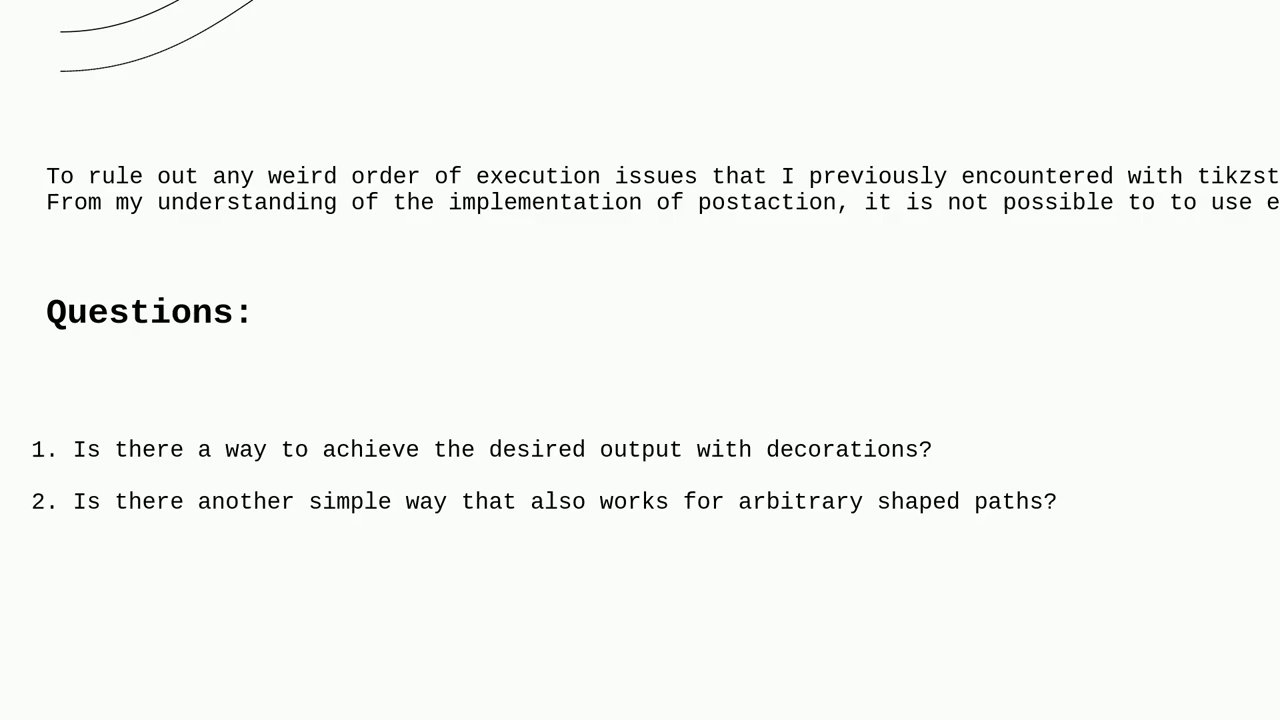 To rule out any weird order of execution issues that I previously encountered with tikzst
From my understanding of the implementation of postaction, it is not possible to to use e
Questions:
1. Is there a way to achieve the desired output with decorations?
2. Is there another simple way that also works for arbitrary shaped paths?